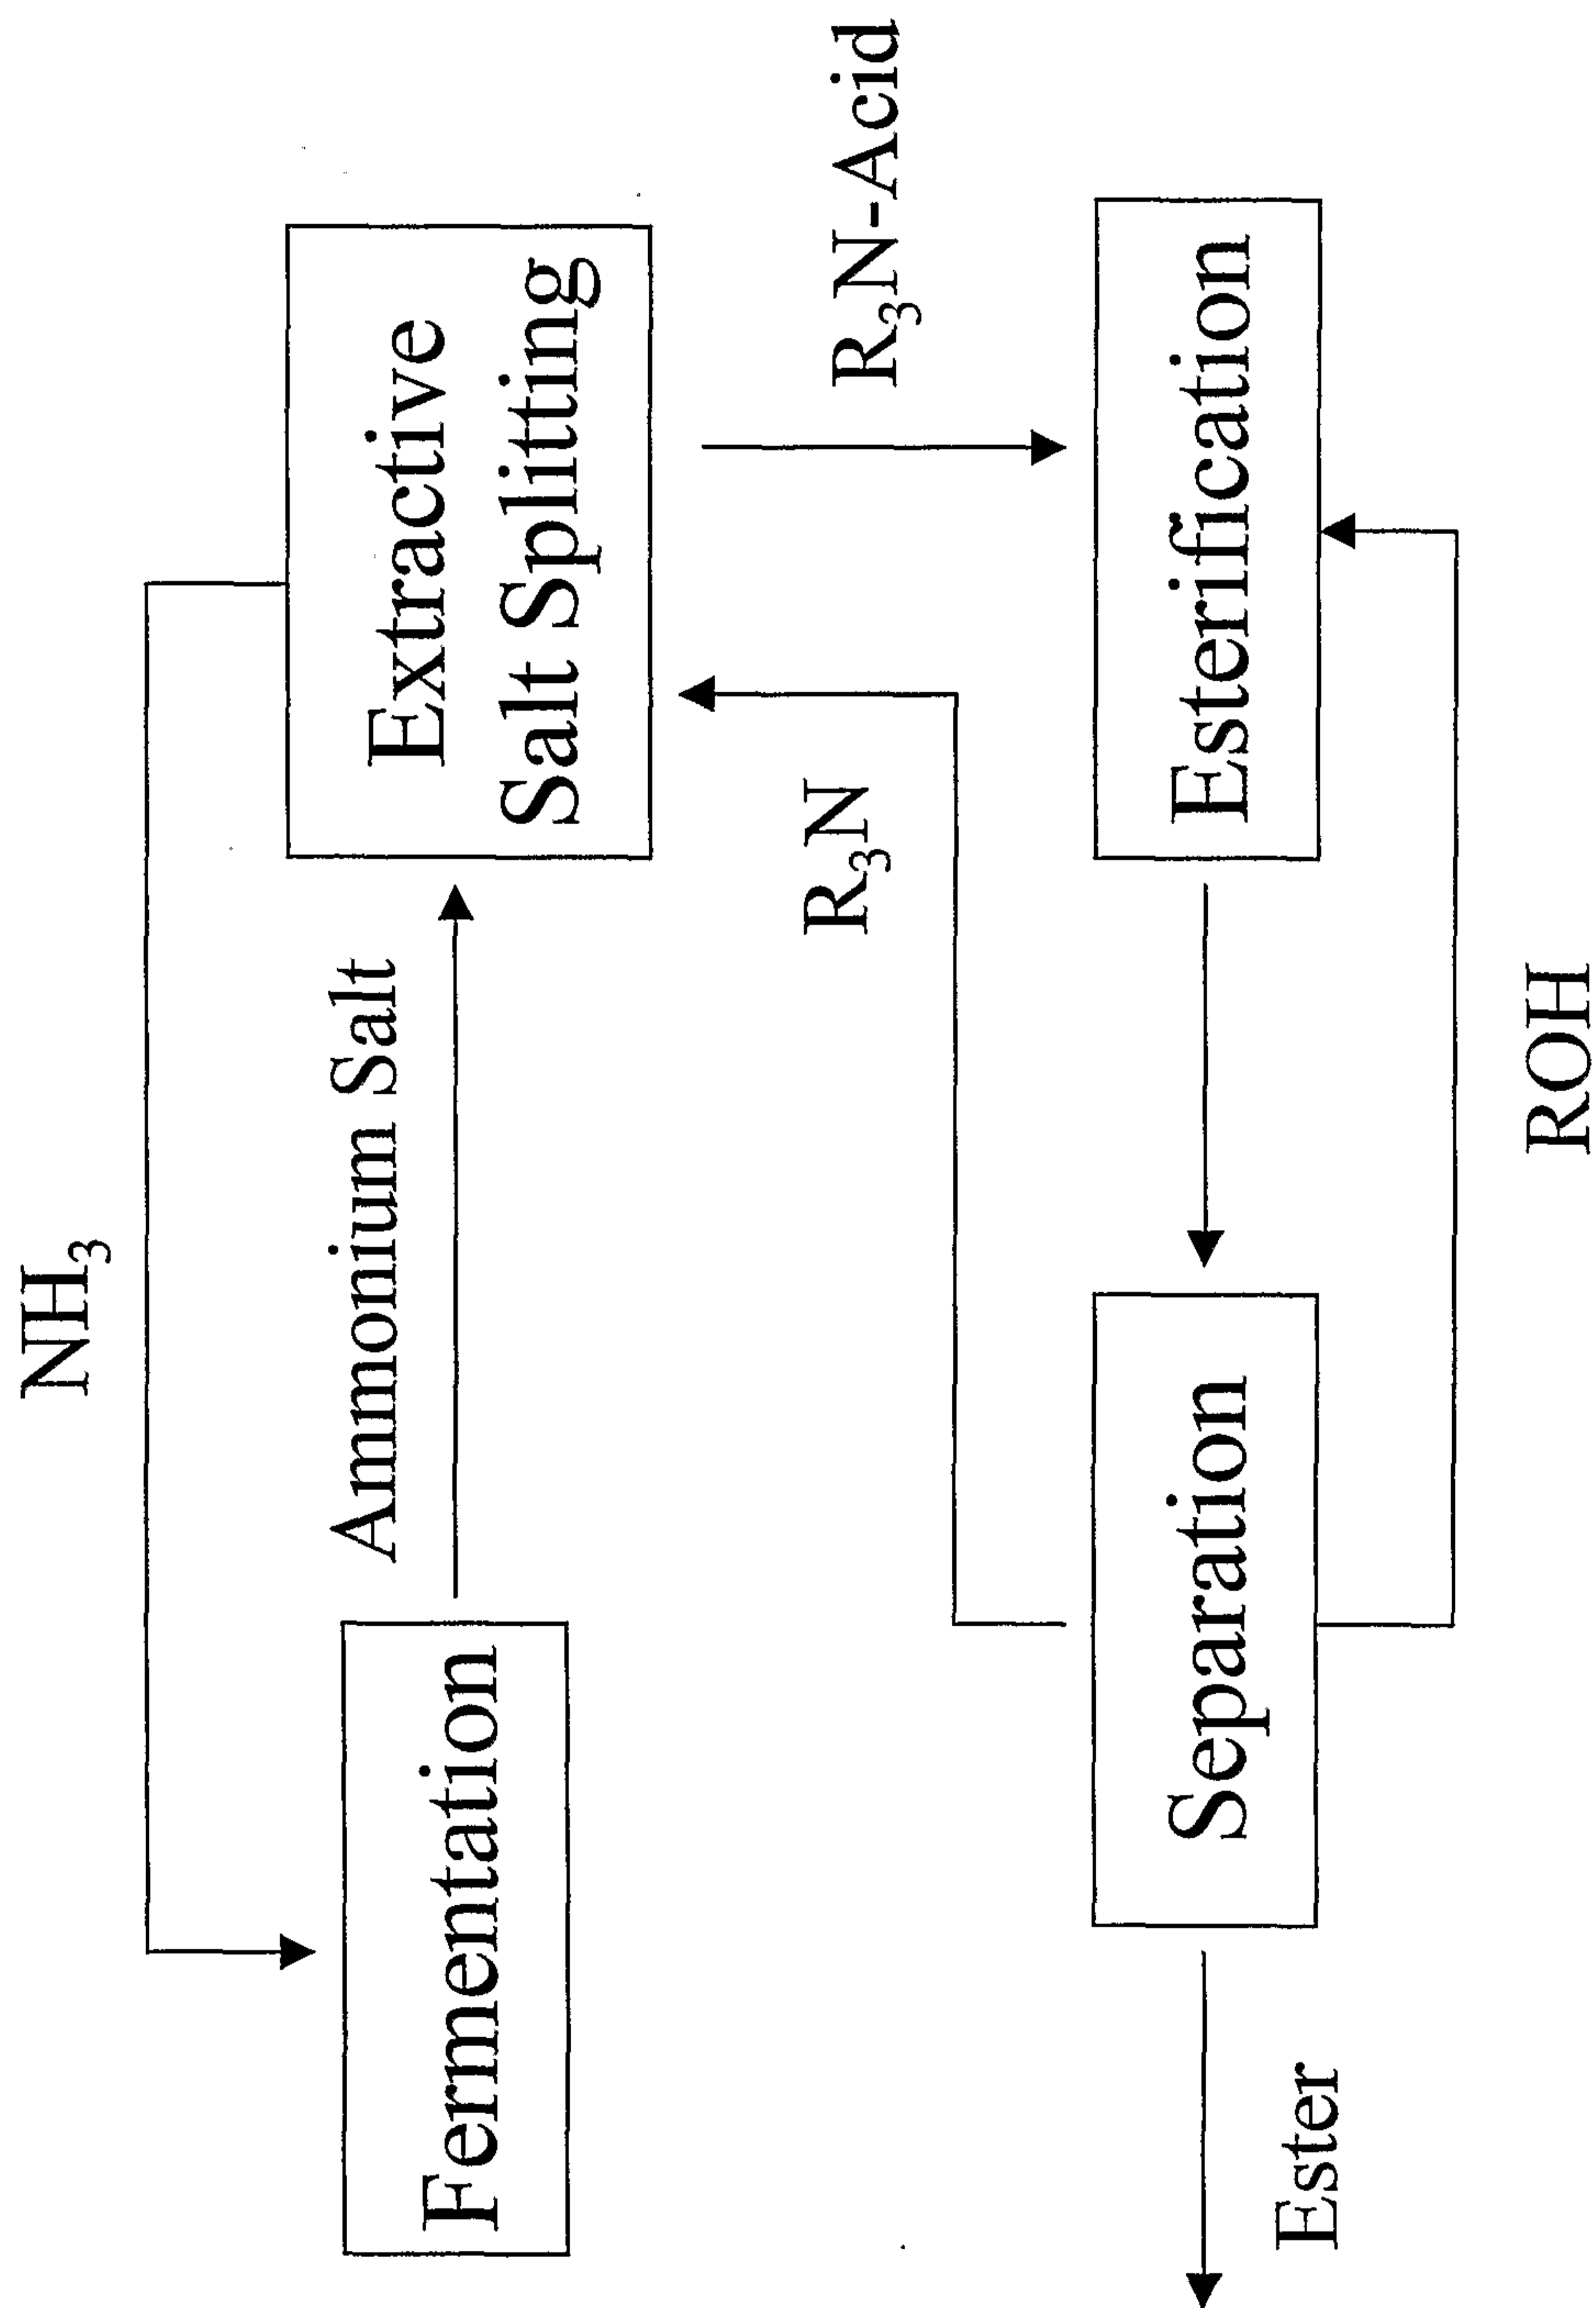 NH₃
Fermentation
Ammonium Salt
Extractive
Salt Splitting
R₃N
R₃N-Acid
Separation
Esterification
Ester
ROH